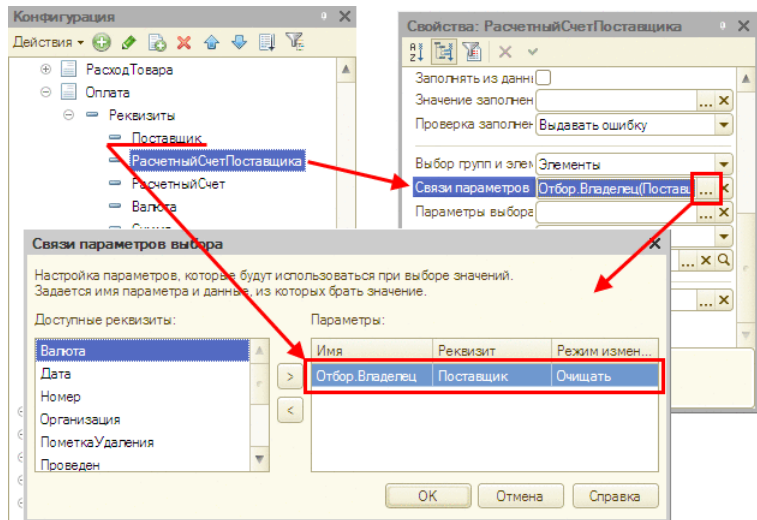 Конфигурация
Действия
РасходТовара
Оплата
Реквизиты
Поставщик
РасчетныйСчетПоставщика
РасчетныйСчет
Валюта
Свойства: РасчетныйСчетПоставщика
Заполнять из данны
Значение заполнен
Проверка заполнен Выдавать ошибку
Выбор групп и элем Элементы
Связи параметров Отбор.Владелец(Поставщ ...
Параметры выбора ...
Связи параметров выбора
Настройка параметров, которые будут использоваться при выборе значений.
Задается имя параметра и данные, из которых брать значение.
Доступные реквизиты:
Параметры:
Валюта
Дата
Номер
Организация
ПометкаУдаления
Проведен
Имя Реквизит Режим измен...
Отбор.Владелец Поставщик Очищать
> 
<
OK Отмена Справка